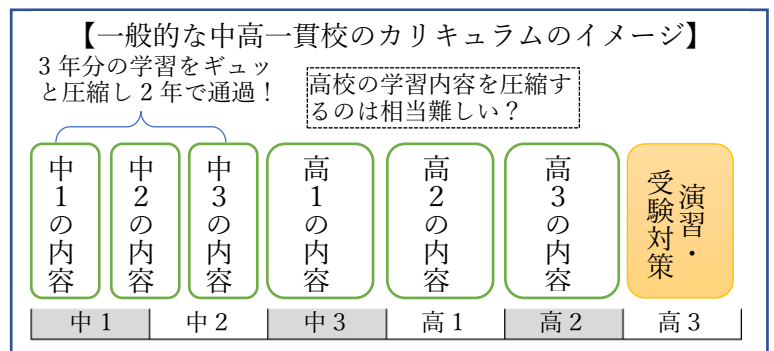 【一般的な中高一貫校のカリキュラムのイメージ】
３年分の学習をギュッ
と圧縮し２年で通過！
高校の学習内容を圧縮す
るのは相当難しい？
中１の内容
中２の内容
中３の内容
高１の内容
高２の内容
高３の内容
演習・
受験対策
中１
中２
中３
高１
高２
高３